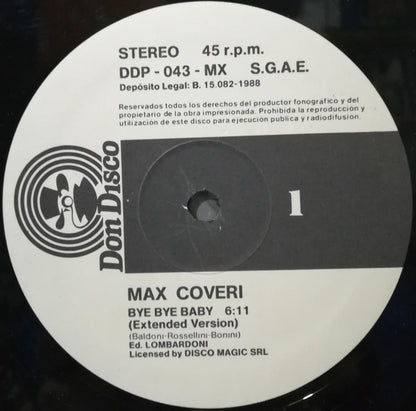 STEREO 45 r.p.m.
DDP - 043 - MX S.G.A.E.
Depósito Legal: B. 15.082-1988
Reservados todos los derechos del productor fonográfico y del
propietario de la obra impresionada. Prohibida la reproducción y
utilización de este disco para ejecución pública y radiodifusión.
Don Disco
1
MAX COVERI
BYE BYE BABY 6:11
(Extended Version)
(Baldoni-Rossellini-Bonini)
Ed. LOMBARDONI
Licensed by DISCO MAGIC SRL